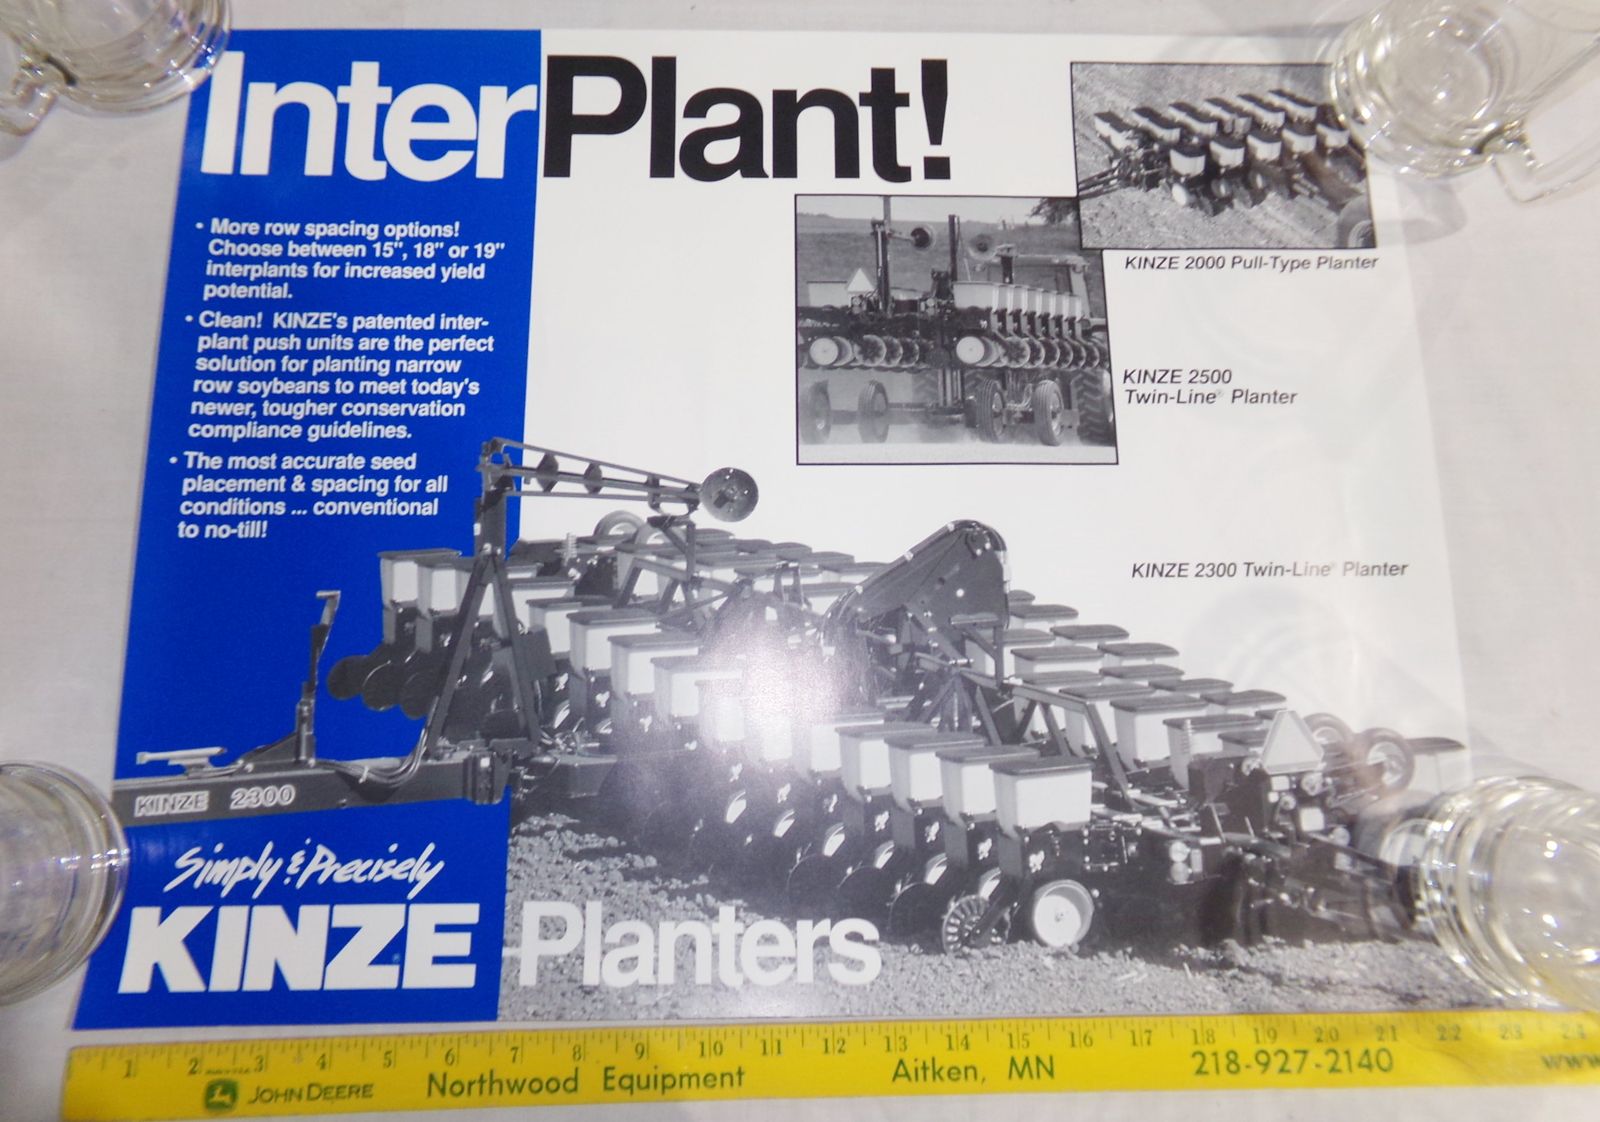 InterPlant!
• More row spacing options!
Choose between 15", 18" or 19"
interplants for increased yield
potential.
• Clean! KINZE's patented inter-
plant push units are the perfect
solution for planting narrow
row soybeans to meet today's
newer, tougher conservation
compliance guidelines.
• The most accurate seed
placement & spacing for all
conditions ... conventional
to no-till!
KINZE 2000 Pull-Type Planter
KINZE 2500
Twin-Line® Planter
KINZE 2300 Twin-Line® Planter
KINZE 2300
Simply & Precisely
KINZE Planters
1 2 3 4 5 6 7 8 9 10 11 12 13 14 15 16 17 18 19 20 21 22 23 24
JOHN DEERE Northwood Equipment Aitken, MN 218-927-2140 www